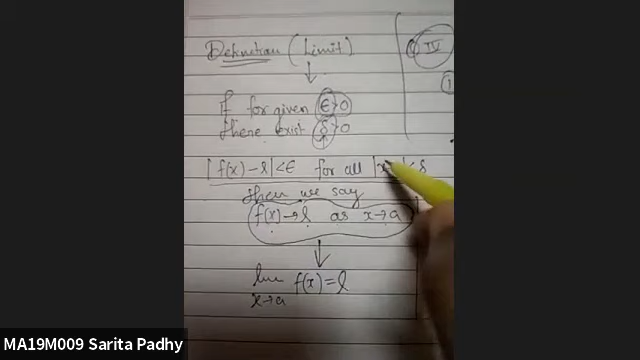 Definition (Limit)
↓
If for given ε>0
there exist δ>0
|f(x)-l|<ε for all |x <δ
then we say
f(x)→l as x→a
↓
lim f(x)=l
x→a
IV
MA19M009 Sarita Padhy